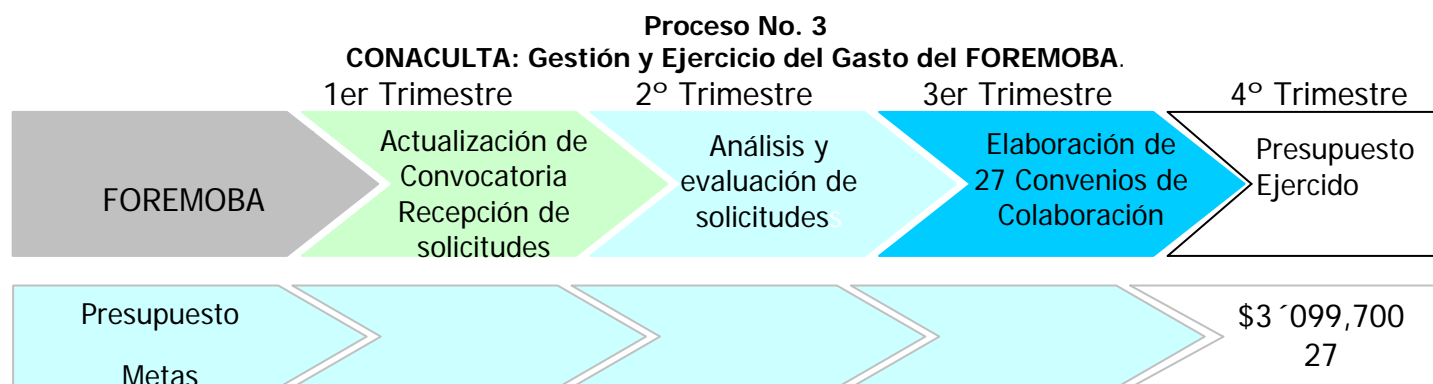 Proceso No. 3
CONACULTA: Gestión y Ejercicio del Gasto del FOREMOBA.
1er Trimestre 2º Trimestre 3er Trimestre 4º Trimestre
FOREMOBA
Actualización de
Convocatoria
Recepción de
solicitudes
Análisis y
evaluación de
solicitudes
Elaboración de
27 Convenios de
Colaboración
Presupuesto
Ejercido
Presupuesto
Metas
$3´099,700
27